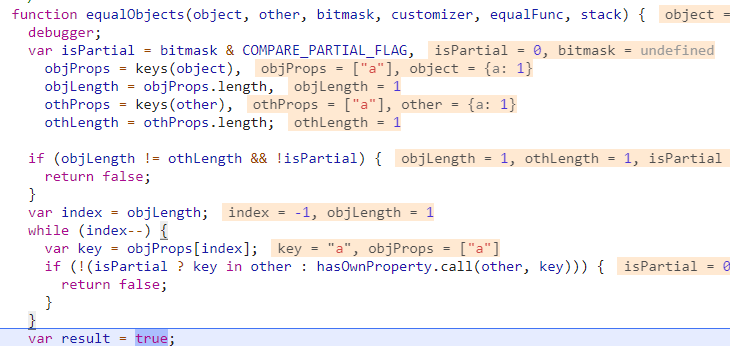 function equalObjects(object, other, bitmask, customizer, equalFunc, stack) { object =
debugger;
var isPartial = bitmask & COMPARE_PARTIAL_FLAG, isPartial = 0, bitmask = undefined
objProps = keys(object), objProps = ["a"], object = {a: 1}
objLength = objProps.length, objLength = 1
othProps = keys(other), othProps = ["a"], other = {a: 1}
othLength = othProps.length; othLength = 1
if (objLength != othLength && !isPartial) { objLength = 1, othLength = 1, isPartial
return false;
}
var index = objLength; index = -1, objLength = 1
while (index--) {
var key = objProps[index]; key = "a", objProps = ["a"]
if (!(isPartial ? key in other : hasOwnProperty.call(other, key))) { isPartial = 0
return false;
}
}
var result = true;